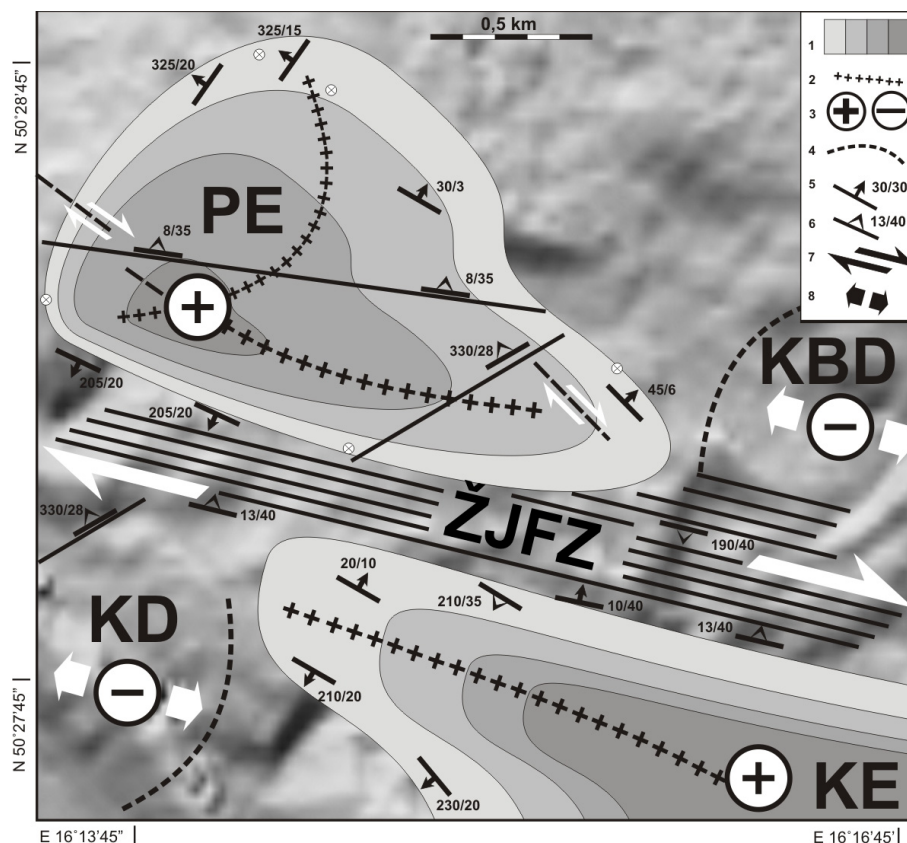 0,5 km
325/15
325/20
N 50°28'45"
1
2
3
4
5
30/30
6
13/40
7
8
PE
30/3
8/35
8/35
KBD
330/28
45/6
205/20
205/20
ŽJFZ
330/28
13/40
190/40
20/10
210/35
10/40
13/40
KD
210/20
N 50°27'45"
230/20
KE
E 16°13'45"
E 16°16'45'